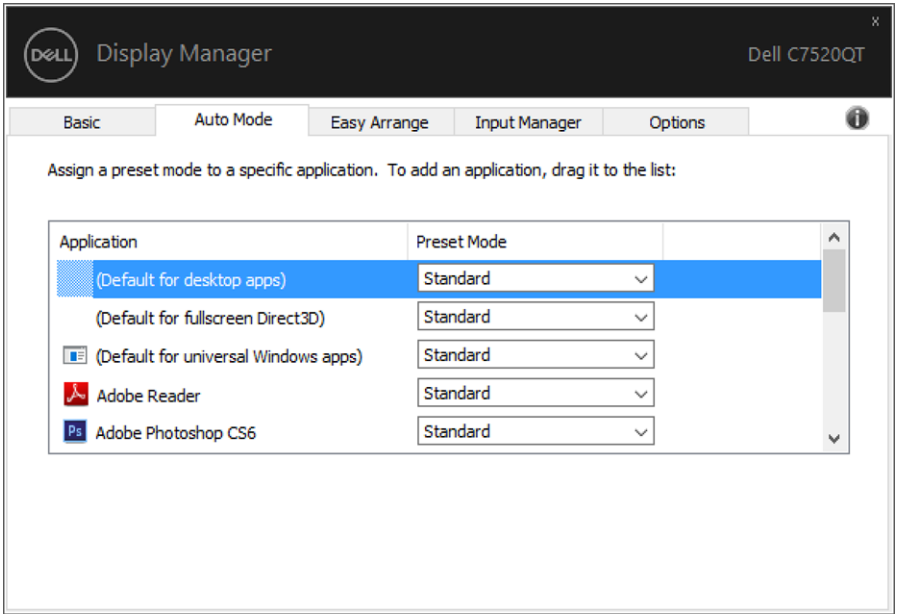 x
DELL
Display Manager
Dell C7520QT
Basic
Auto Mode
Easy Arrange
Input Manager
Options
i
Assign a preset mode to a specific application. To add an application, drag it to the list:
Application
Preset Mode
(Default for desktop apps)
Standard
(Default for fullscreen Direct3D)
Standard
(Default for universal Windows apps)
Standard
Adobe Reader
Standard
Ps
Adobe Photoshop CS6
Standard